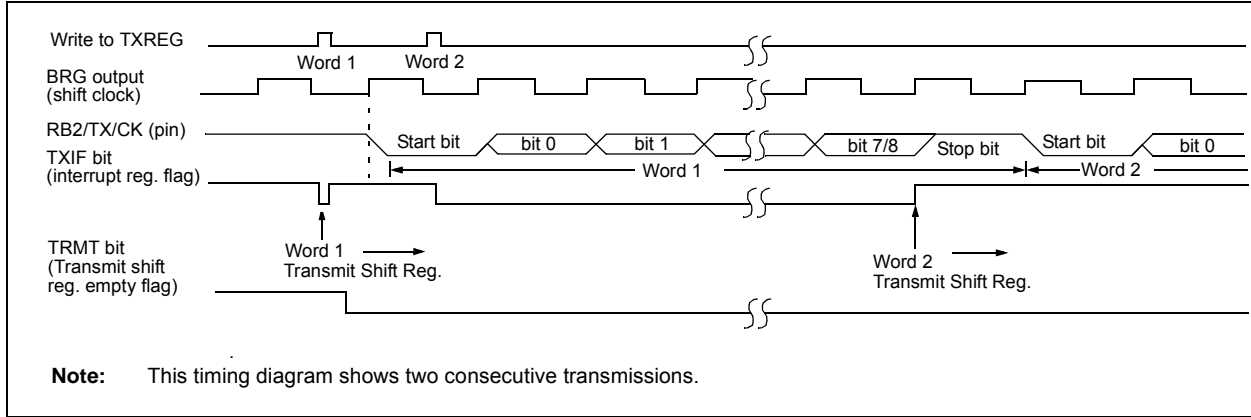 Write to TXREG
Word 1
Word 2
BRG output
(shift clock)
RB2/TX/CK (pin)
Start bit
bit 0
bit 1
bit 7/8
Stop bit
Start bit
bit 0
TXIF bit
(interrupt reg. flag)
Word 1
Word 2
TRMT bit
(Transmit shift
reg. empty flag)
Word 1
Transmit Shift Reg.
Word 2
Transmit Shift Reg.
Note: This timing diagram shows two consecutive transmissions.